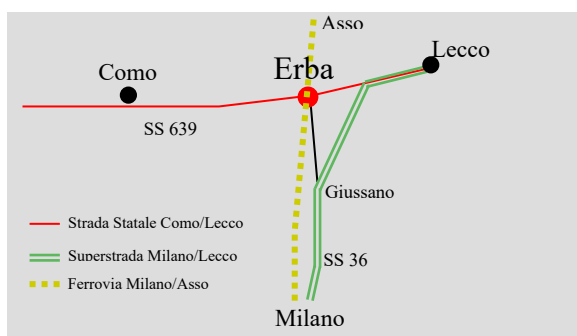 Asso
Lecco
Como
Erba
SS 639
Giussano
Strada Statale Como/Lecco
Superstrada Milano/Lecco
SS 36
Ferrovia Milano/Asso
Milano